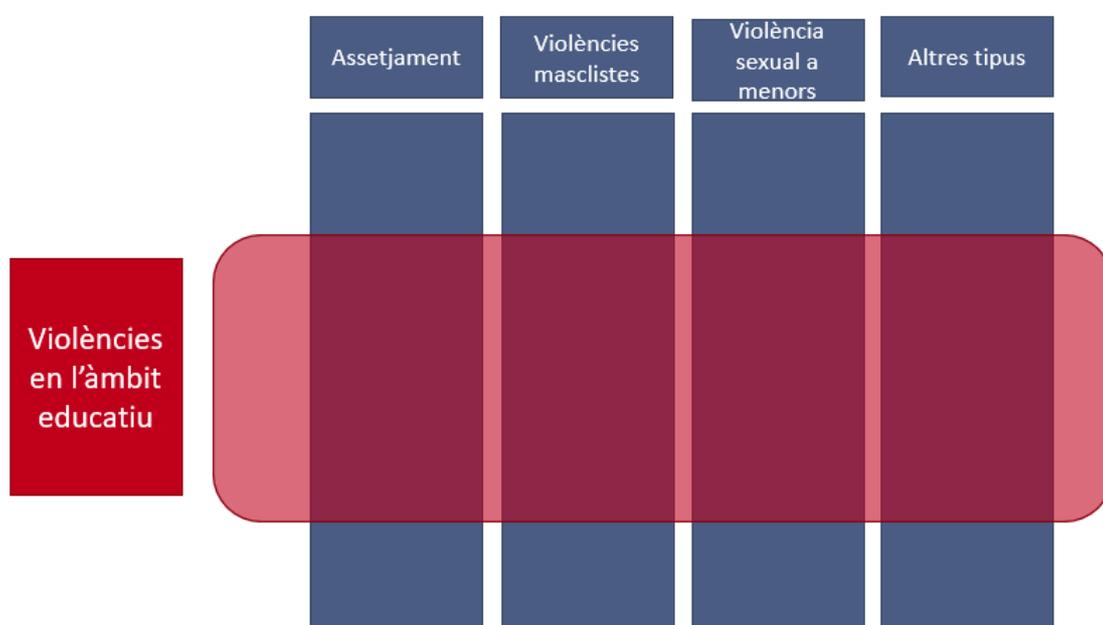 Assetjament
Violències
masclistes
Violència
sexual a
menors
Altres tipus
Violències
en l’àmbit
educatiu